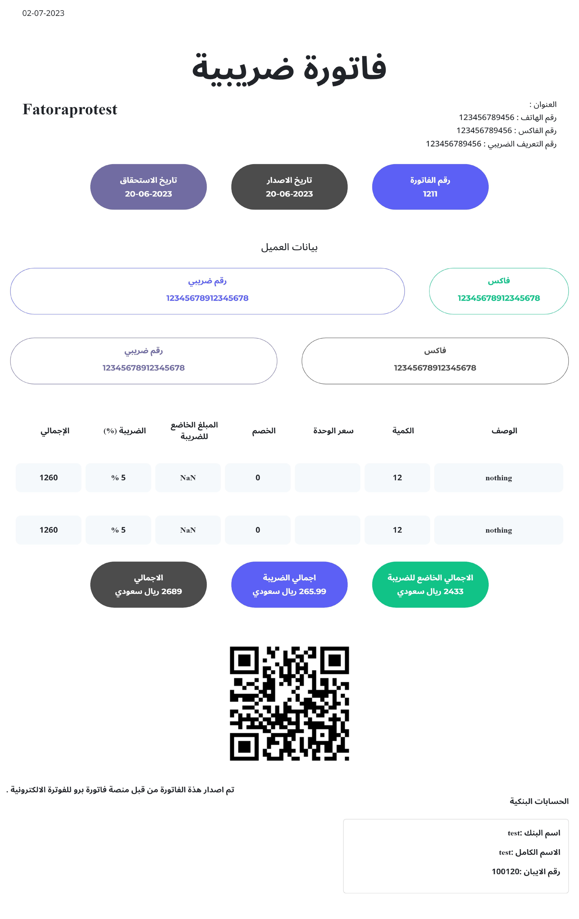 02-07-2023
فاتورة ضريبية
Fatoraprotest
العنوان :
رقم الهاتف : 123456789456
رقم الفاكس : 123456789456
رقم التعريف الضريبي : 123456789456
رقم الفاتورة
1211
تاريخ الاصدار
20-06-2023
تاريخ الاستحقاق
20-06-2023
بيانات العميل
فاكس
12345678912345678
رقم ضريبي
12345678912345678
فاكس
12345678912345678
رقم ضريبي
12345678912345678
الوصف الكمية سعر الوحدة الخصم المبلغ الخاضع للضريبة الضريبة (%) الإجمالي
nothing 12 0 NaN 5 % 1260
nothing 12 0 NaN 5 % 1260
الاجمالي الخاضع للضريبة
2433 ريال سعودي
اجمالي الضريبة
265.99 ريال سعودي
الاجمالي
2689 ريال سعودي
تم اصدار هذة الفاتورة من قبل منصة فاتورة برو للفوترة الالكترونية .
الحسابات البنكية
اسم البنك :test
الاسم الكامل :test
رقم الايبان :100120